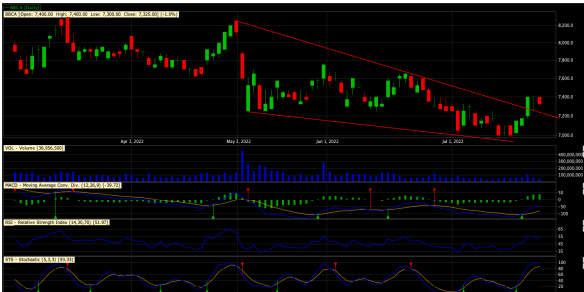 BBCA (Daily)
BBCA [Open: 7,400.00 High: 7,400.00 Low: 7,300.00 Close: 7,325.00] (-1.0%)
8,200.0
8,000.0
7,800.0
7,600.0
7,400.0
7,200.0
7,000.0
Apr 1, 2022
May 2, 2022
Jun 1, 2022
Jul 1, 2022
VOL - Volume [38,956,500]
400,000,000
300,000,000
200,000,000
100,000,000
MACD - Moving Average Conv. Div. (12,26,9) [-39.72]
50
0
-50
-100
RSI - Relative Strength Index (14,30,70) [51.97]
65
55
45
35
STS - Stochastic (5,3,3) [93.33]
100
80
60
40
20
0